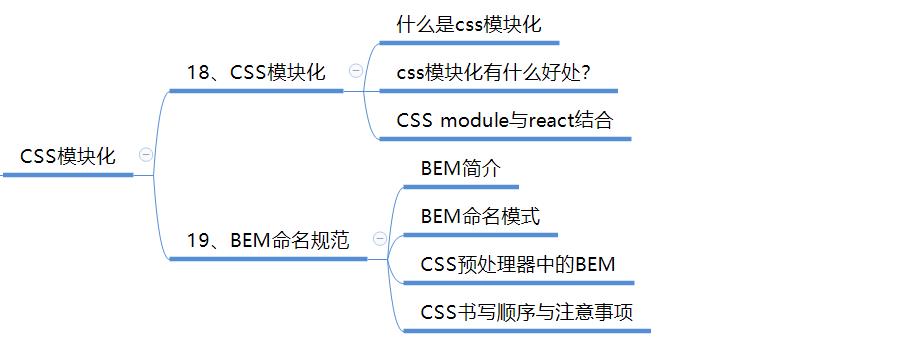 CSS模块化
18、CSS模块化
什么是css模块化
css模块化有什么好处？
CSS module与react结合
19、BEM命名规范
BEM简介
BEM命名模式
CSS预处理器中的BEM
CSS书写顺序与注意事项